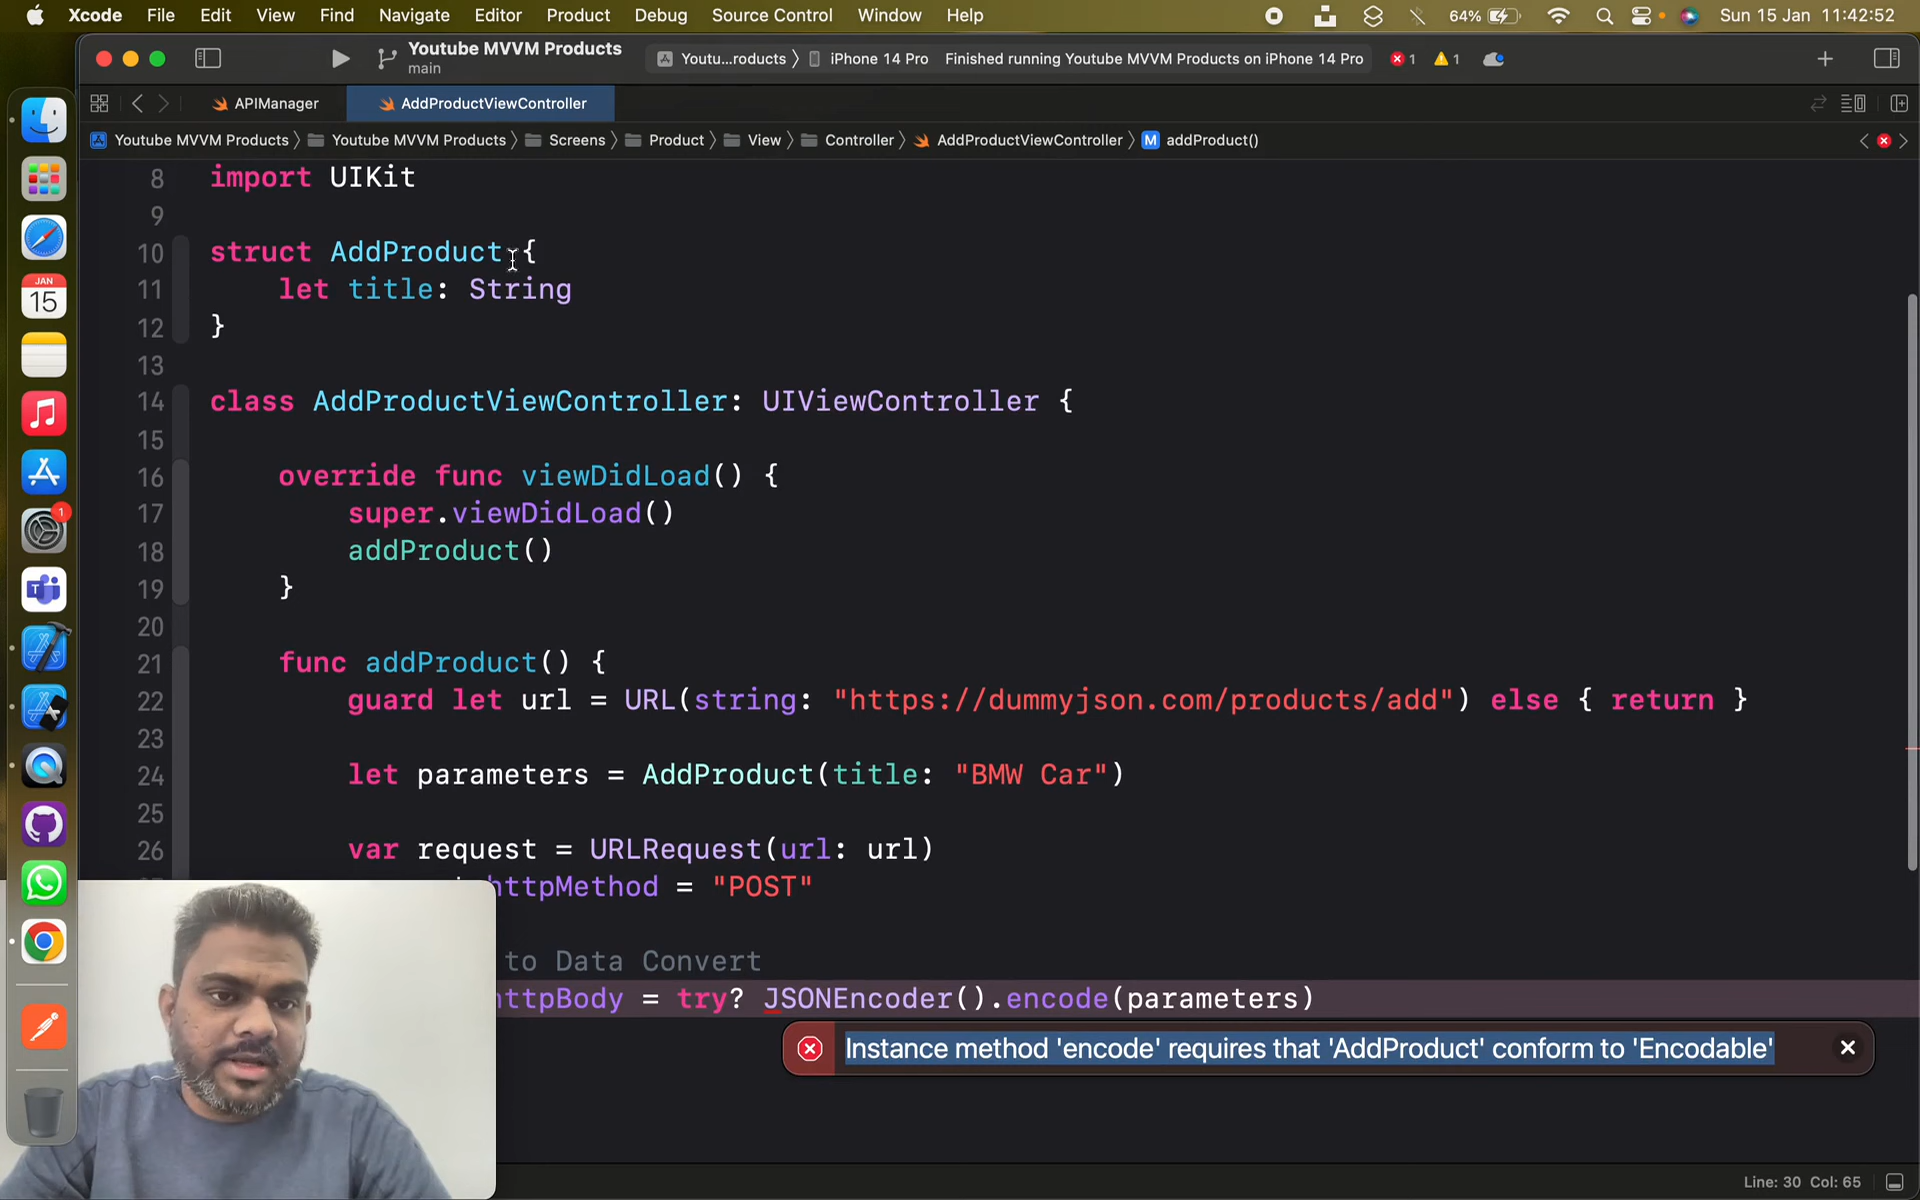 Xcode File Edit View Find Navigate Editor Product Debug Source Control Window Help 64% Sun 15 Jan 11:42:52
Youtube MVVM Products
main
Youtu...roducts 〉 iPhone 14 Pro Finished running Youtube MVVM Products on iPhone 14 Pro 1 1
APIManager AddProductViewController
Youtube MVVM Products 〉 Youtube MVVM Products 〉 Screens 〉 Product 〉 View 〉 Controller 〉 AddProductViewController 〉 M addProduct()
8 import UIKit
9
10 struct AddProduct {
11 let title: String
12 }
13
14 class AddProductViewController: UIViewController {
15
16 override func viewDidLoad() {
17 super.viewDidLoad()
18 addProduct()
19 }
20
21 func addProduct() {
22 guard let url = URL(string: "https://dummyjson.com/products/add") else { return }
23
24 let parameters = AddProduct(title: "BMW Car")
25
26 var request = URLRequest(url: url)
httpMethod = "POST"
to Data Convert
httpBody = try? JSONEncoder().encode(parameters)
Instance method 'encode' requires that 'AddProduct' conform to 'Encodable'
JAN
15
1
Line: 30 Col: 65